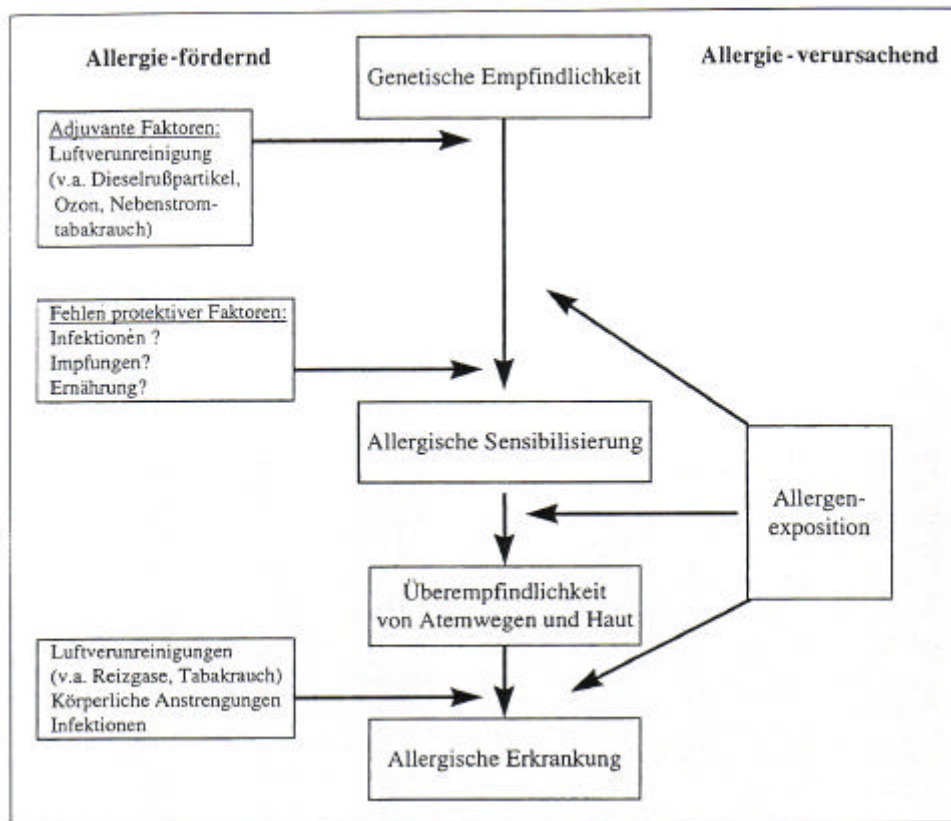 Allergie-fördernd
Genetische Empfindlichkeit
Allergie-verursachend
Adjuvante Faktoren:
Luftverunreinigung
(v.a. Dieselrußpartikel,
Ozon, Nebenstrom-
tabakrauch)
Fehlen protektiver Faktoren:
Infektionen ?
Impfungen?
Ernährung?
Allergische Sensibilisierung
Allergen-
exposition
Überempfindlichkeit
von Atemwegen und Haut
Luftverunreinigungen
(v.a. Reizgase, Tabakrauch)
Körperliche Anstrengungen
Infektionen
Allergische Erkrankung